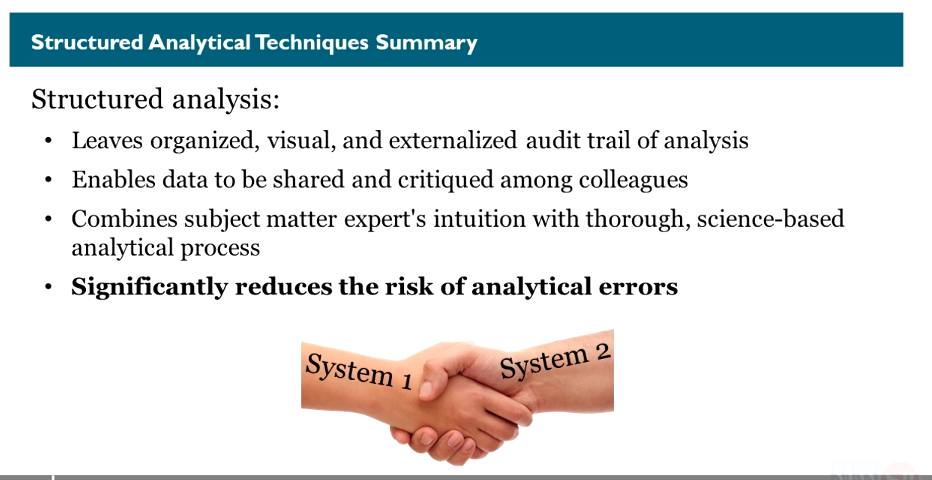 Structured Analytical Techniques Summary
Structured analysis:
• Leaves organized, visual, and externalized audit trail of analysis
• Enables data to be shared and critiqued among colleagues
• Combines subject matter expert's intuition with thorough, science-based
analytical process
• Significantly reduces the risk of analytical errors
System 1
System 2